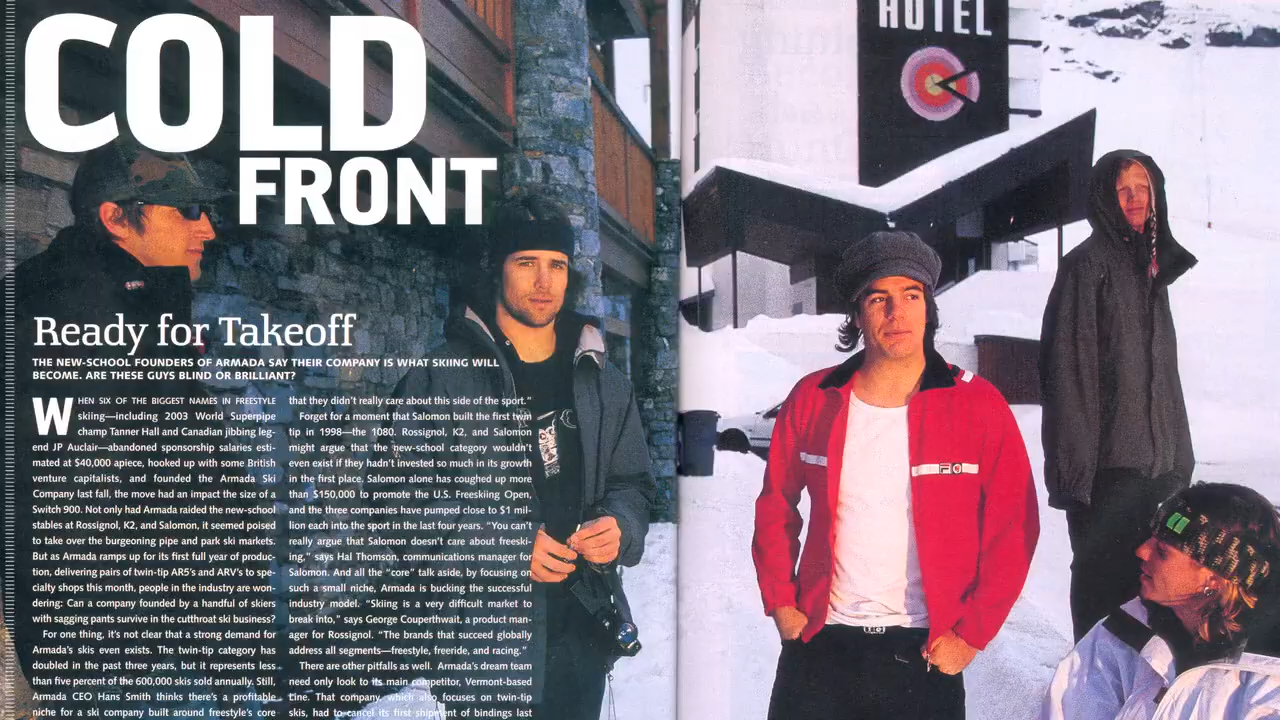 COLD
FRONT
HOTEL
Ready for Takeoff
THE NEW-SCHOOL FOUNDERS OF ARMADA SAY THEIR COMPANY IS WHAT SKIING WILL
BECOME. ARE THESE GUYS BLIND OR BRILLIANT?
WHEN SIX OF THE BIGGEST NAMES IN FREESTYLE
skiing—including 2003 World Superpipe
champ Tanner Hall and Canadian jibbing leg-
end JP Auclair—abandoned sponsorship salaries esti-
mated at $40,000 apiece, hooked up with some British
venture capitalists, and founded the Armada Ski
Company last fall, the move had an impact the size of a
Switch 900. Not only had Armada raided the new-school
stables at Rossignol, K2, and Salomon, it seemed poised
to take over the burgeoning pipe and park ski markets.
But as Armada ramps up for its first full year of produc-
tion, delivering pairs of twin-tip AR5's and ARV's to spe-
cialty shops this month, people in the industry are won-
dering: Can a company founded by a handful of skiers
with sagging pants survive in the cutthroat ski business?
For one thing, it's not clear that a strong demand for
Armada's skis even exists. The twin-tip category has
doubled in the past three years, but it represents less
than five percent of the 600,000 skis sold annually. Still,
Armada CEO Hans Smith thinks there's a profitable
niche for a ski company built around freestyle's core
that they didn't really care about this side of the sport."
Forget for a moment that Salomon built the first twin
tip in 1998—the 1080. Rossignol, K2, and Salomon
might argue that the new-school category wouldn't
even exist if they hadn't invested so much in its growth
in the first place. Salomon alone has coughed up more
than $150,000 to promote the U.S. Freeskiing Open,
and the three companies have pumped close to $1 mil-
lion each into the sport in the last four years. "You can't
really argue that Salomon doesn't care about freeski-
ing," says Hal Thomson, communications manager for
Salomon. And all the "core" talk aside, by focusing on
such a small niche, Armada is bucking the successful
industry model. "Skiing is a very difficult market to
break into," says George Couperthwait, a product man-
ager for Rossignol. "The brands that succeed globally
address all segments—freestyle, freeride, and racing."
There are other pitfalls as well. Armada's dream team
need only look to its main competitor, Vermont-based
Line. That company, which also focuses on twin-tip
skis, had to cancel its first shipment of bindings last